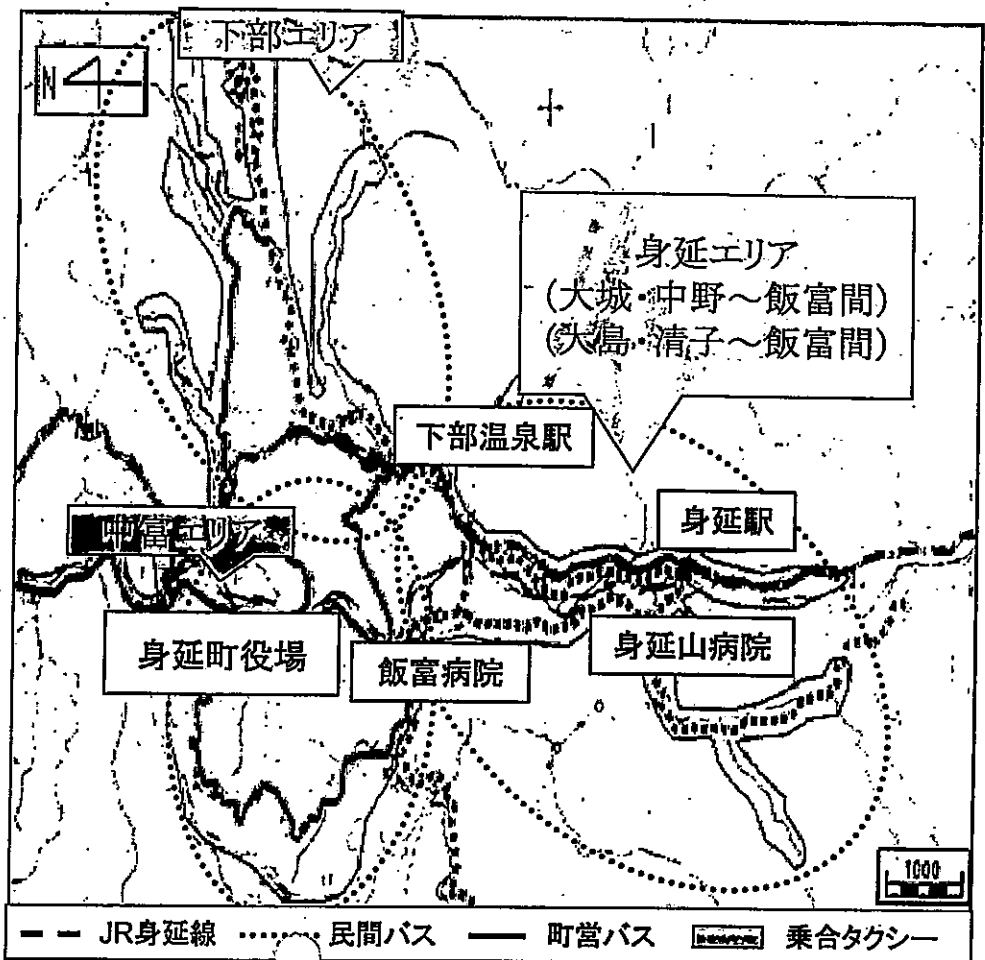 下部エリア
N
身延エリア
(大城・中野～飯富間)
(大島・清子～飯富間)
下部温泉駅
身延駅
中富エリア
身延町役場
飯富病院
身延山病院
1000
JR身延線 民間バス 町営バス 乗合タクシー